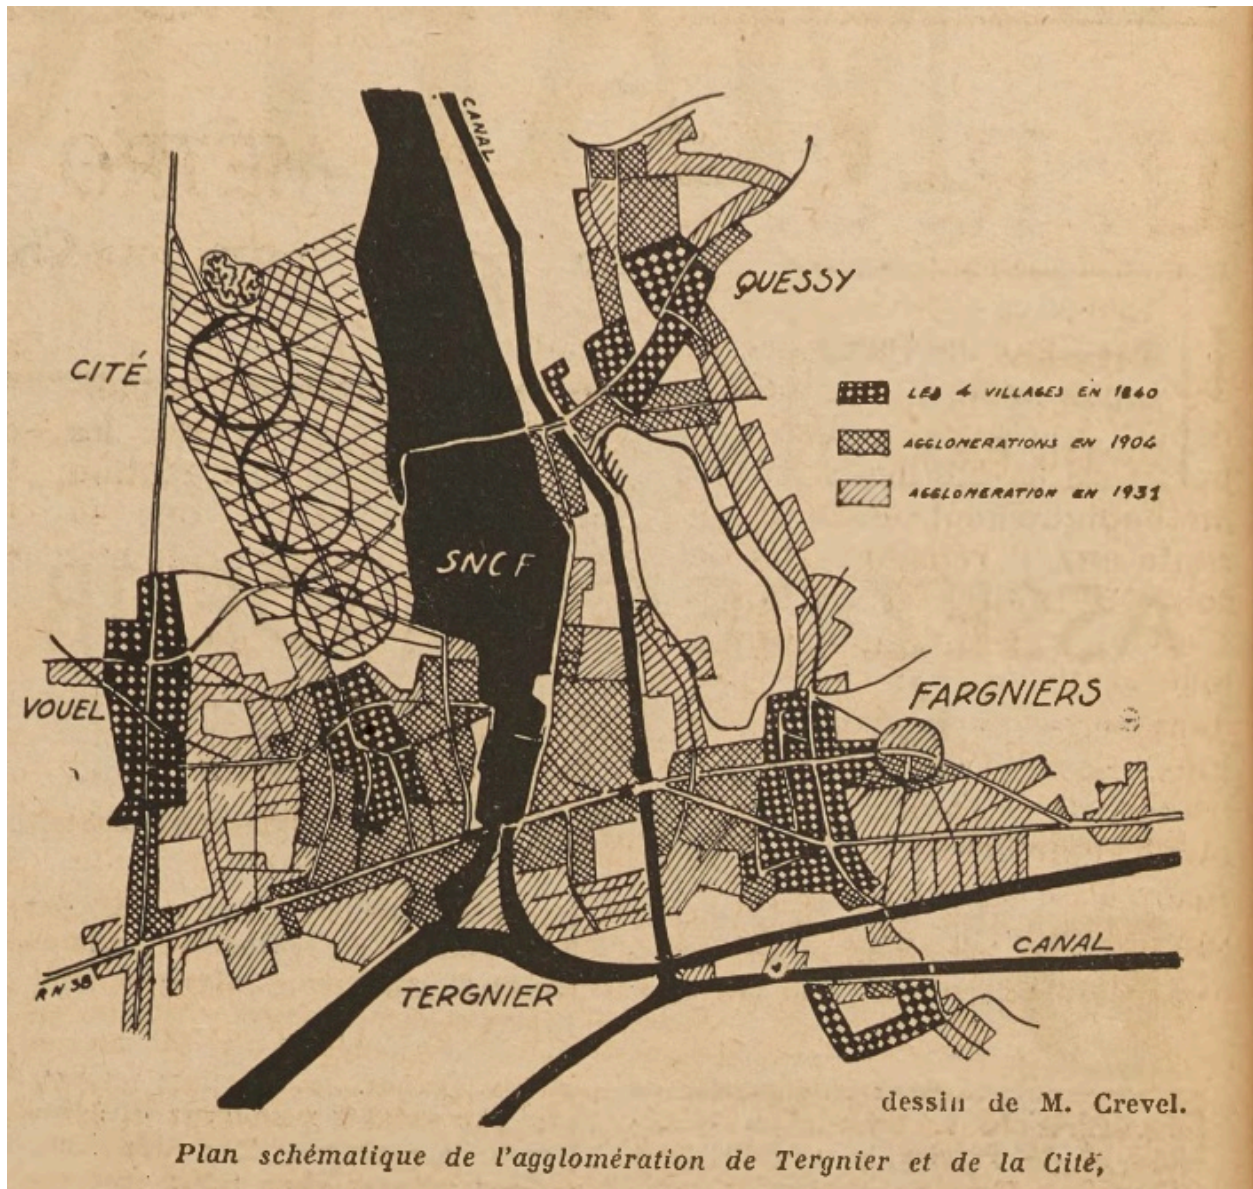 CANAL
QUESSY
CITÉ
LES 4 VILLAGES EN 1840
AGGLOMERATIONS EN 1904
AGGLOMERATION EN 1931
SNCF
VOUEL
FARGNIERS
RN 38
TERGNIER
CANAL
dessin de M. Crevel.
Plan schématique de l'agglomération de Tergnier et de la Cité,